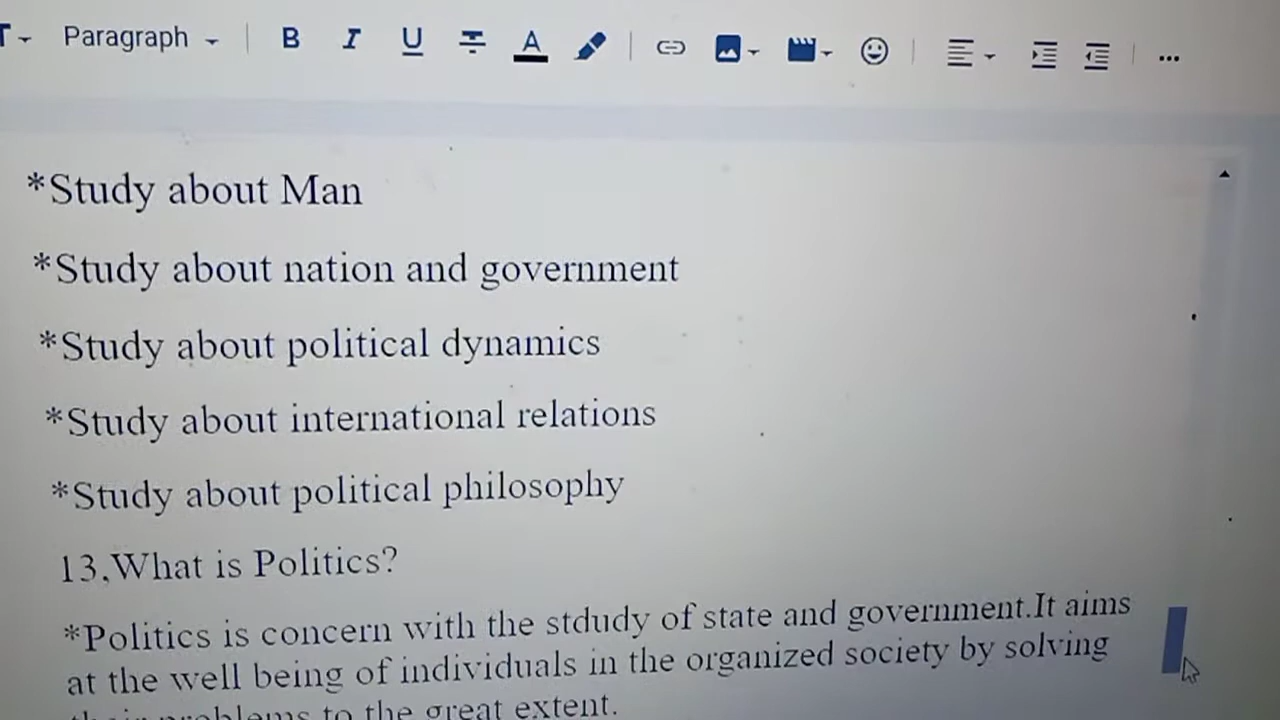 Paragraph
B I U A
*Study about Man
*Study about nation and government
*Study about political dynamics
*Study about international relations
*Study about political philosophy
13,What is Politics?
*Politics is concern with the stdudy of state and government.It aims
at the well being of individuals in the organized society by solving
their problems to the great extent.